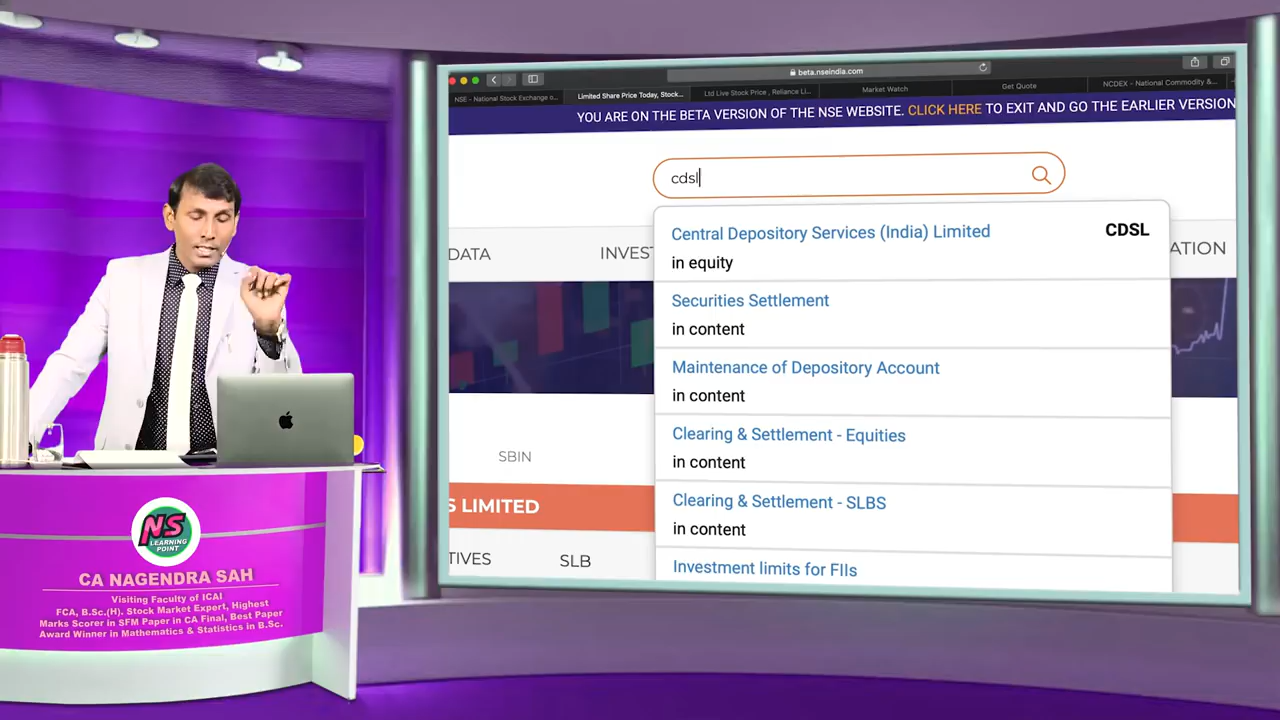 beta.nseindia.com
NSE - National Stock Exchange o...
Limited Share Price Today, Stock...
Ltd Live Stock Price , Reliance Li...
Market Watch
Get Quote
NCDEX - National Commodity &...
YOU ARE ON THE BETA VERSION OF THE NSE WEBSITE. CLICK HERE TO EXIT AND GO THE EARLIER VERSION
cdsl
DATA
INVEST
ATION
Central Depository Services (India) Limited
CDSL
in equity
Securities Settlement
in content
Maintenance of Depository Account
in content
Clearing & Settlement - Equities
in content
Clearing & Settlement - SLBS
in content
Investment limits for FIIs
SBIN
S LIMITED
TIVES
SLB
NS
LEARNING
POINT
CA NAGENDRA SAH
Visiting Faculty of ICAI
FCA, B.Sc.(H). Stock Market Expert, Highest
Marks Scorer in SFM Paper in CA Final, Best Paper
Award Winner in Mathematics & Statistics in B.Sc.